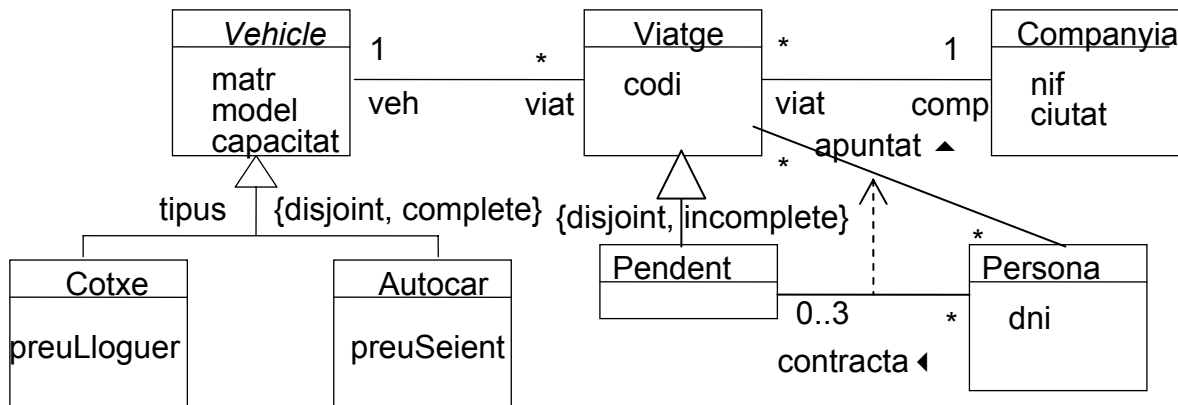 Vehicle
matr
model
capacitat
1
veh
*
viat
Viatge
codi
*
viat
1
comp
Companyia
nif
ciutat
apuntat
*
*
tipus
{disjoint, complete}
{disjoint, incomplete}
Cotxe
preuLloguer
Autocar
preuSeient
Pendent
0..3
*
contracta
Persona
dni